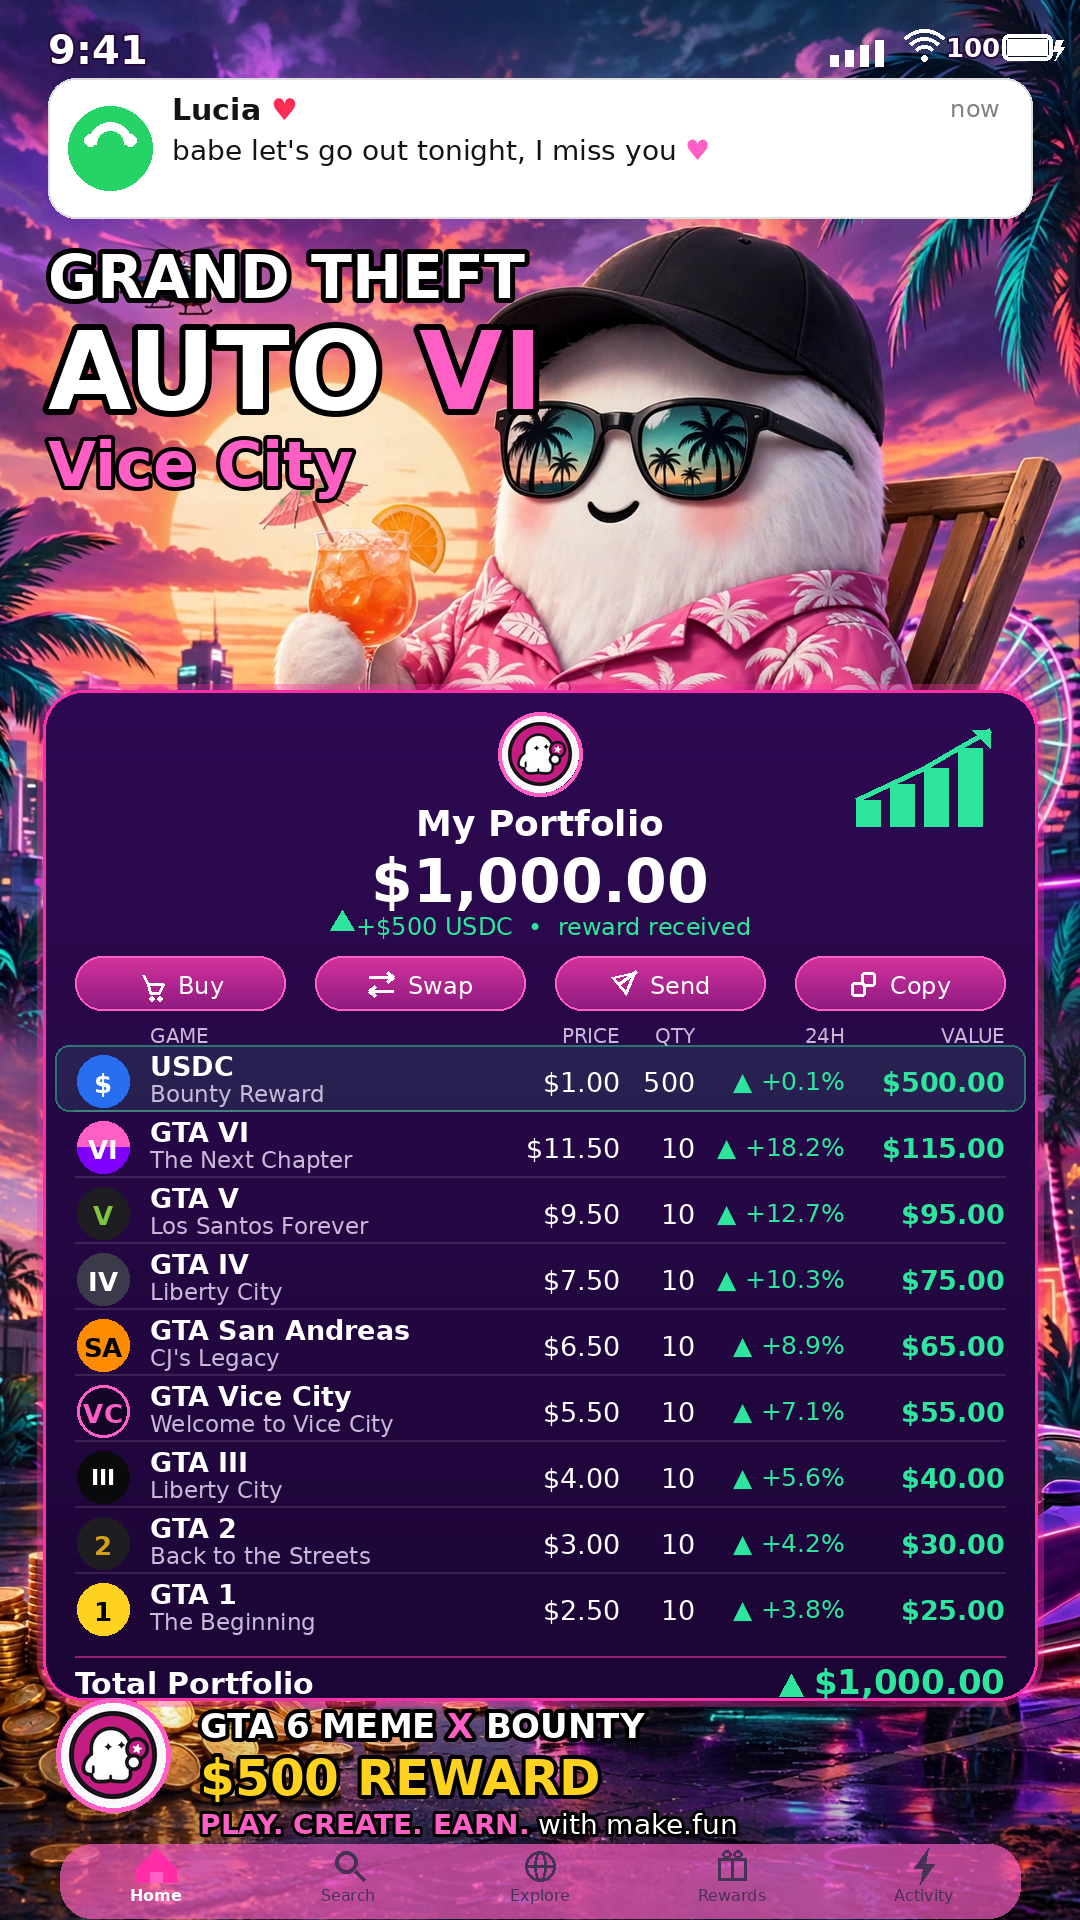 9:41
100
Lucia ♥
now
babe let's go out tonight, I miss you ♥
GRAND THEFT
AUTO VI
Vice City
My Portfolio
$1,000.00
▲+$500 USDC • reward received
Buy
Swap
Send
Copy
GAME PRICE QTY 24H VALUE
$
USDC
Bounty Reward
$1.00 500 ▲ +0.1% $500.00
VI
GTA VI
The Next Chapter
$11.50 10 ▲ +18.2% $115.00
V
GTA V
Los Santos Forever
$9.50 10 ▲ +12.7% $95.00
IV
GTA IV
Liberty City
$7.50 10 ▲ +10.3% $75.00
SA
GTA San Andreas
CJ's Legacy
$6.50 10 ▲ +8.9% $65.00
VC
GTA Vice City
Welcome to Vice City
$5.50 10 ▲ +7.1% $55.00
III
GTA III
Liberty City
$4.00 10 ▲ +5.6% $40.00
2
GTA 2
Back to the Streets
$3.00 10 ▲ +4.2% $30.00
1
GTA 1
The Beginning
$2.50 10 ▲ +3.8% $25.00
Total Portfolio ▲ $1,000.00
GTA 6 MEME X BOUNTY
$500 REWARD
PLAY. CREATE. EARN. with make.fun
Home
Search
Explore
Rewards
Activity